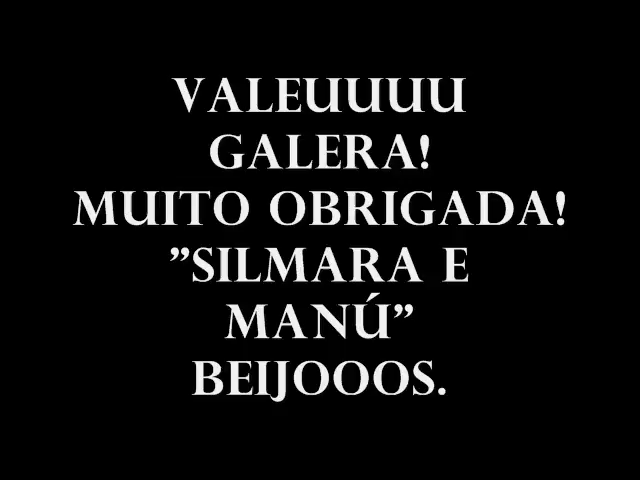 VALEUUUU
GALERA!
MUITO OBRIGADA!
"SILMARA E
MANÚ"
BEIJOOOS.